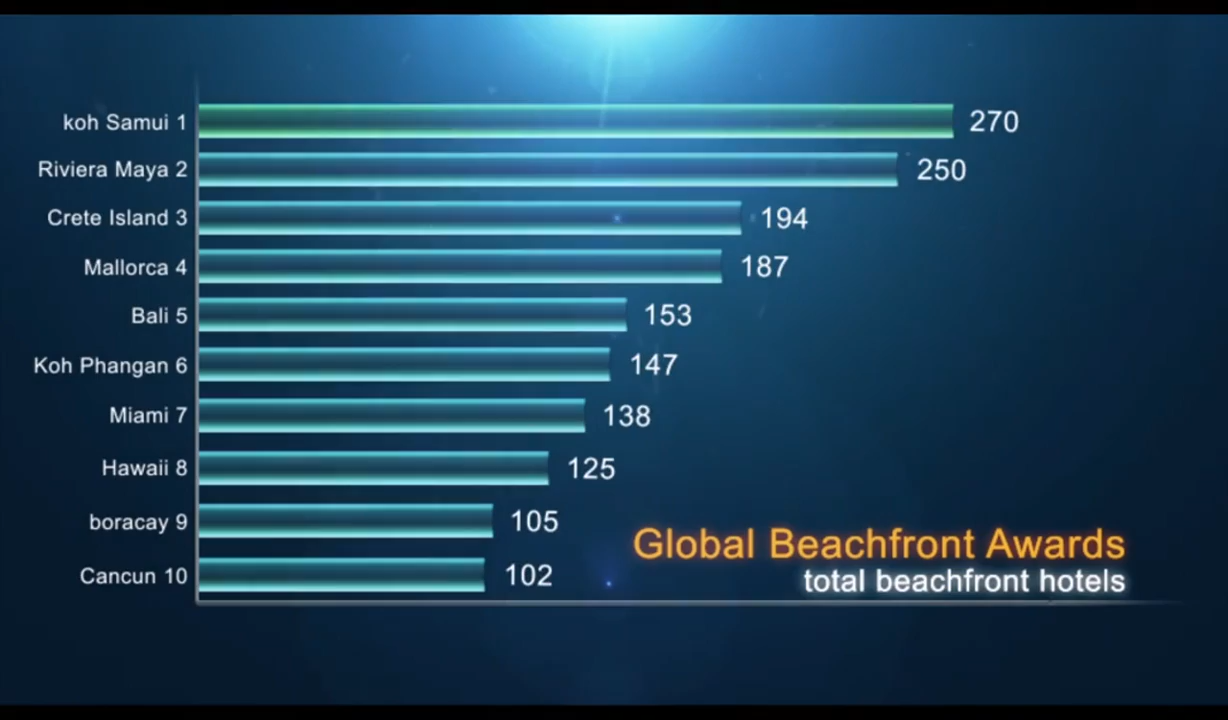 koh Samui 1 270
Riviera Maya 2 250
Crete Island 3 194
Mallorca 4 187
Bali 5 153
Koh Phangan 6 147
Miami 7 138
Hawaii 8 125
boracay 9 105
Cancun 10 102
Global Beachfront Awards
total beachfront hotels